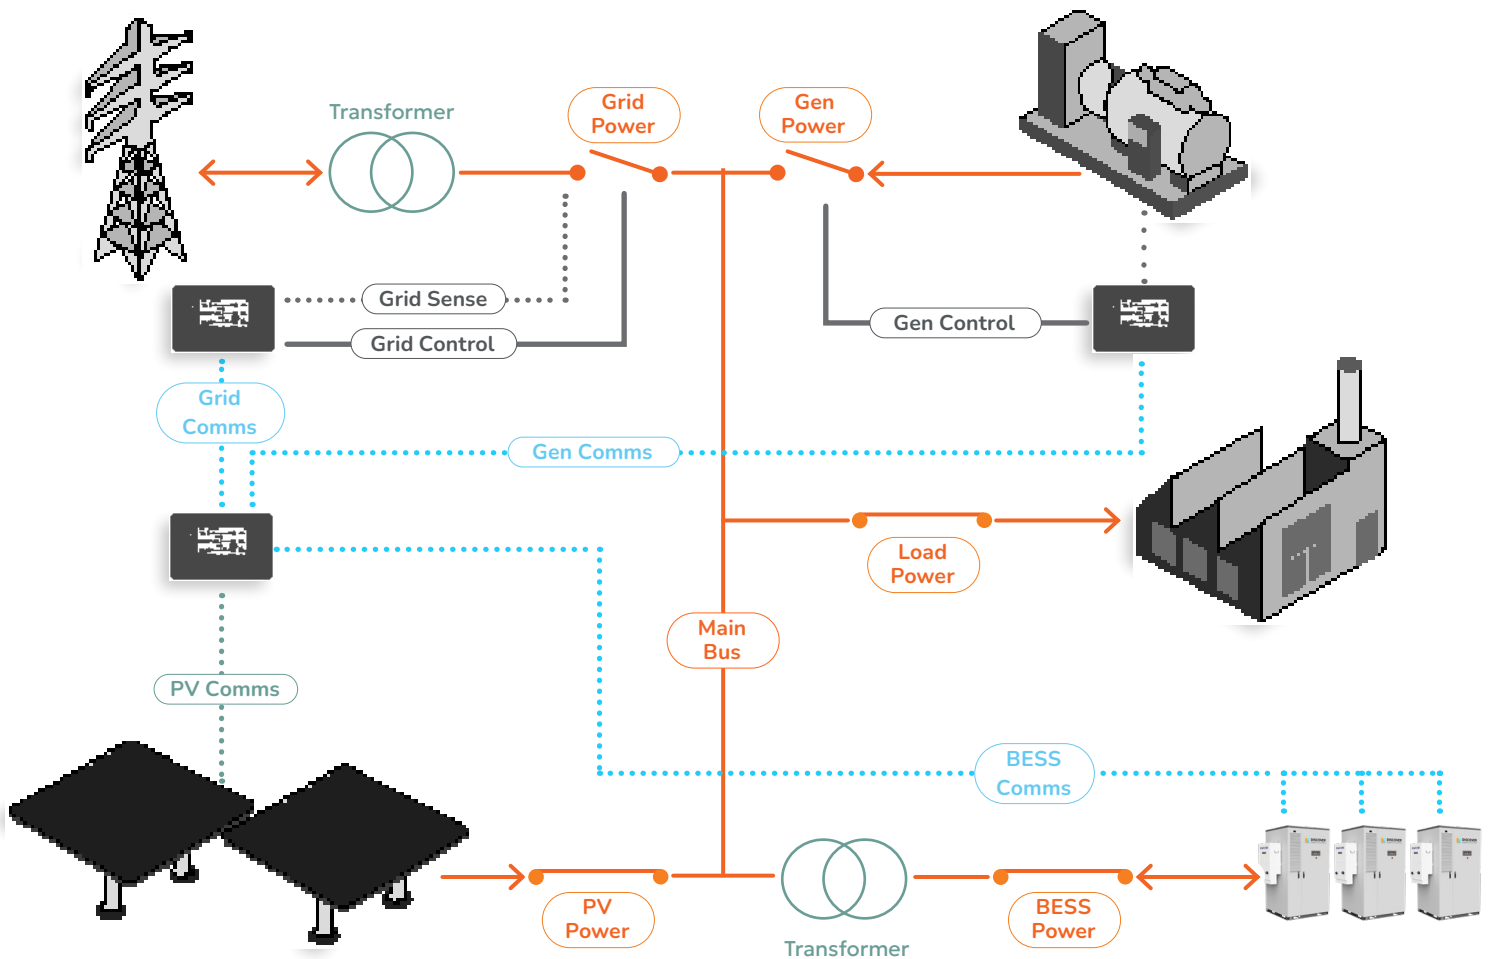 Transformer
Grid
Power
Gen
Power
Grid Sense
Grid Control
Gen Control
Grid
Comms
Gen Comms
Load
Power
Main
Bus
PV Comms
BESS
Comms
PV
Power
BESS
Power
Transformer